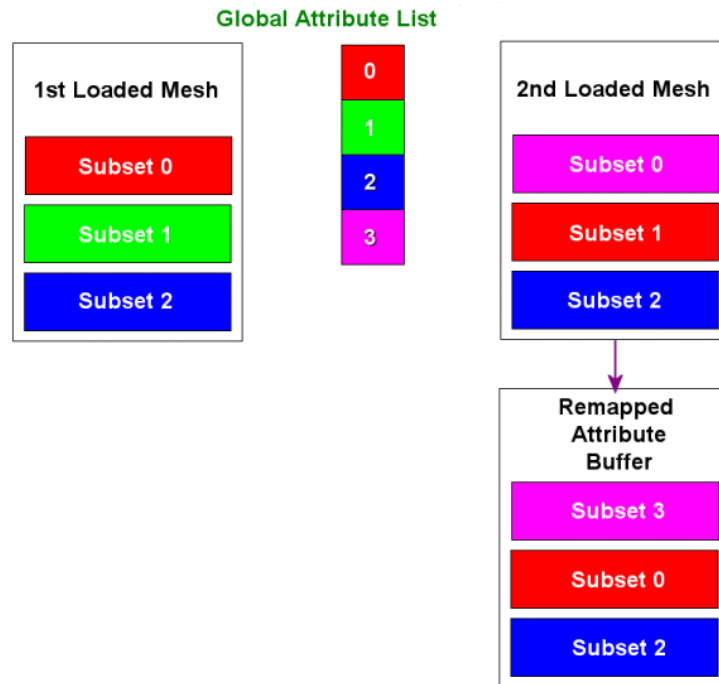 Global Attribute List
1st Loaded Mesh
Subset 0
Subset 1
Subset 2
0
1
2
3
2nd Loaded Mesh
Subset 0
Subset 1
Subset 2
Remapped
Attribute
Buffer
Subset 3
Subset 0
Subset 2